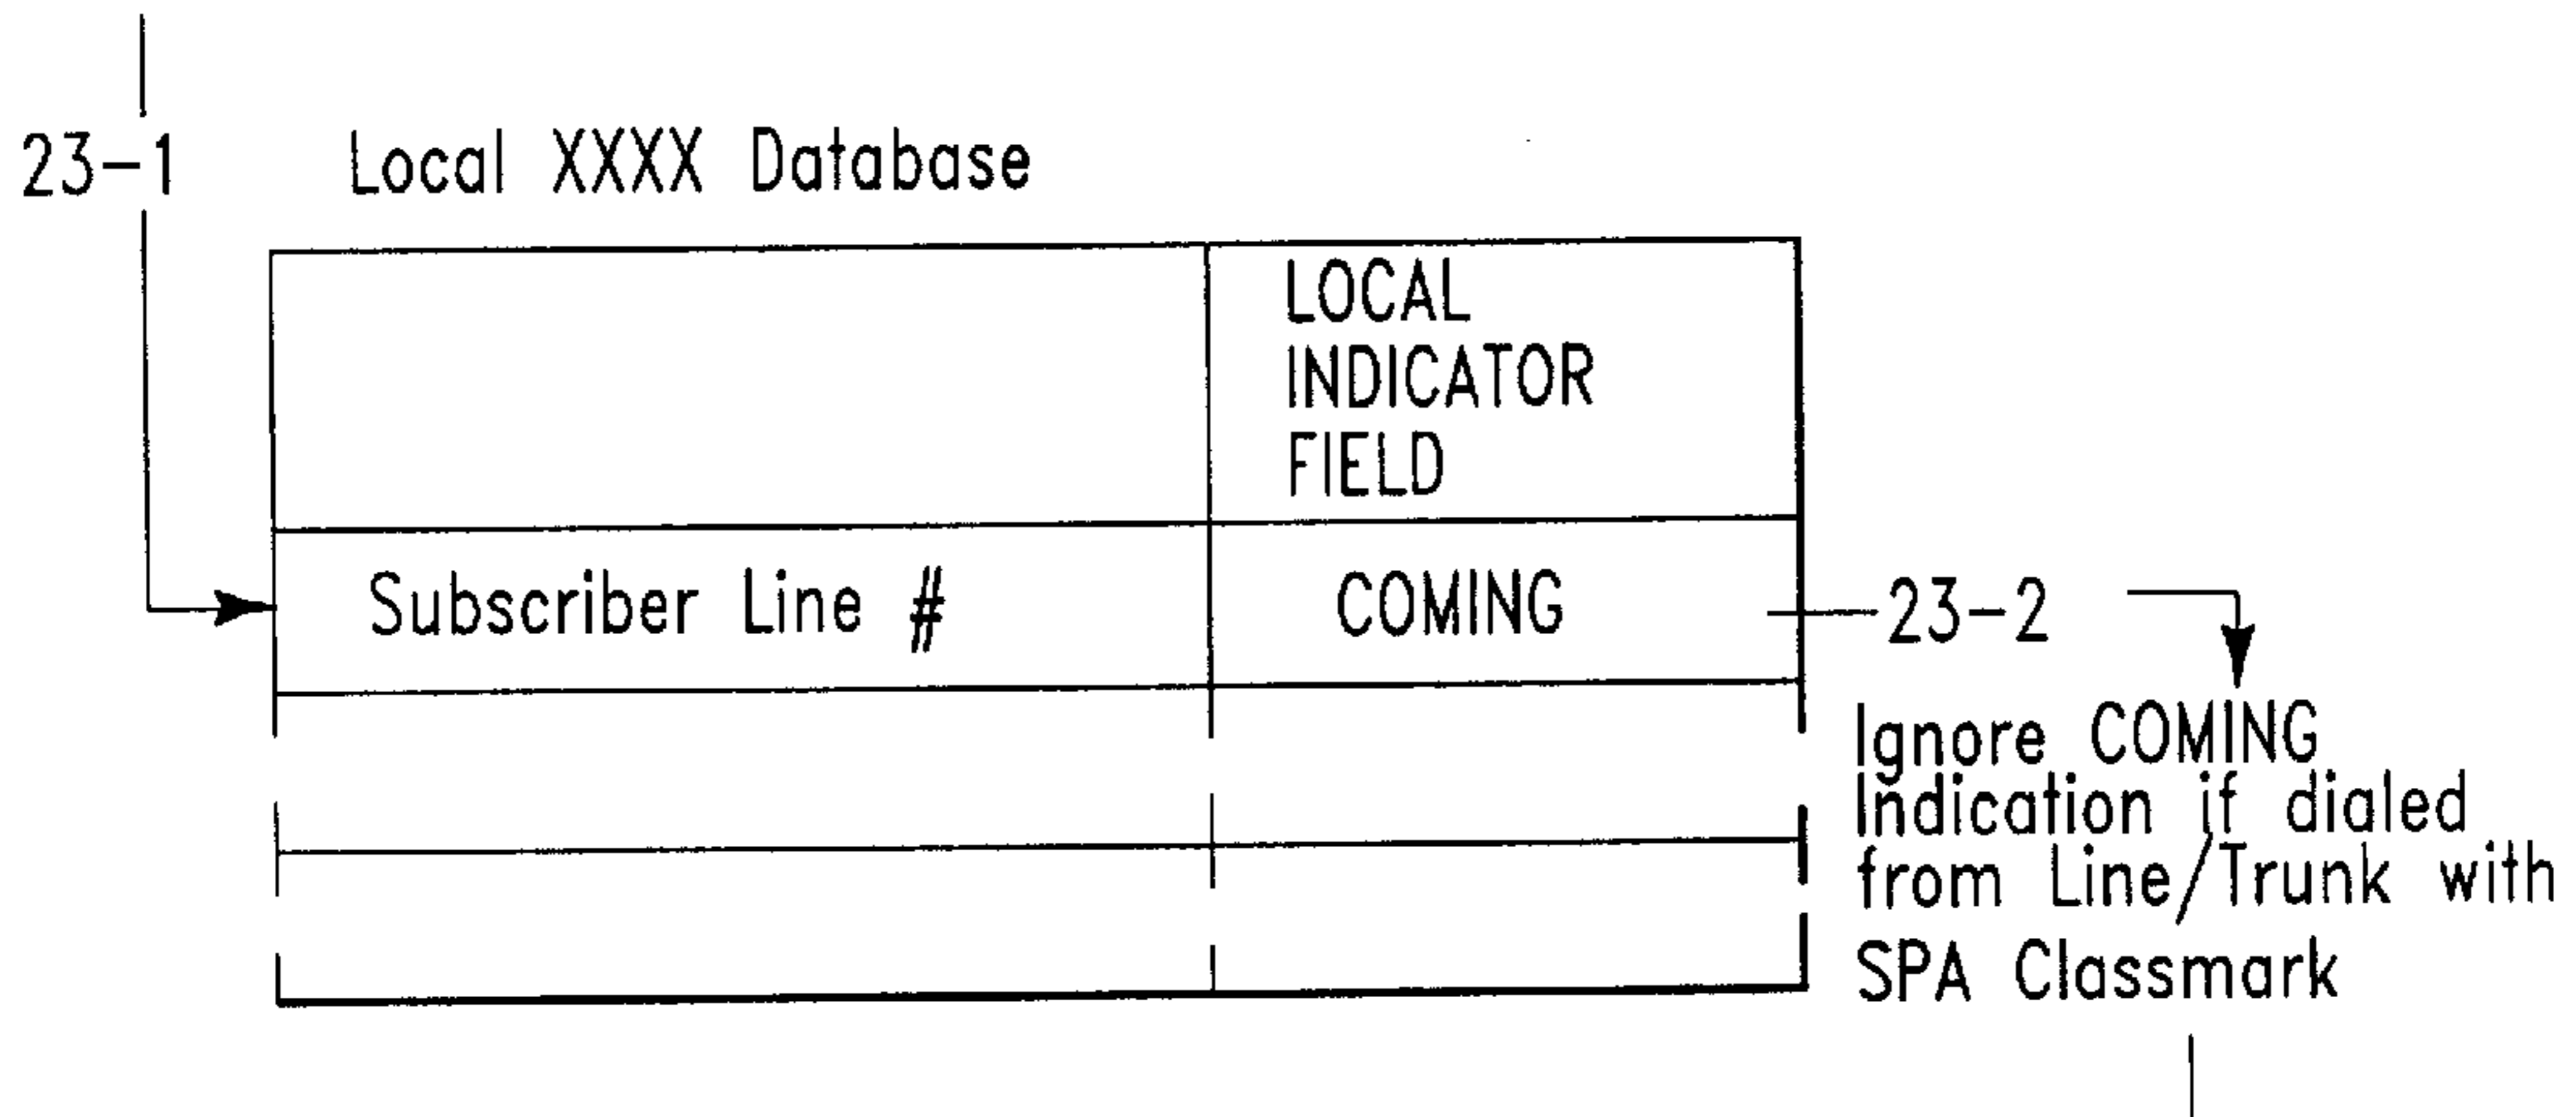 23-1
Local XXXX Database
LOCAL
INDICATOR
FIELD
Subscriber Line #
COMING
23-2
Ignore COMING
Indication if dialed
from Line/Trunk with
SPA Classmark